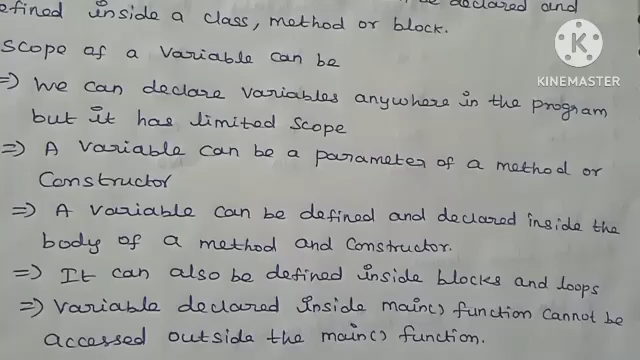 be declared and
efined inside a class, method or block.
Scope of a variable can be
K
KINEMASTER
=> We can declare variables anywhere in the program
but it has limited scope
=> A variable can be a parameter of a method or
Constructor
=> A variable can be defined and declared inside the
body of a method and constructor.
=> It can also be defined inside blocks and loops
=> variable declared inside main() function cannot be
accessed outside the main() function.